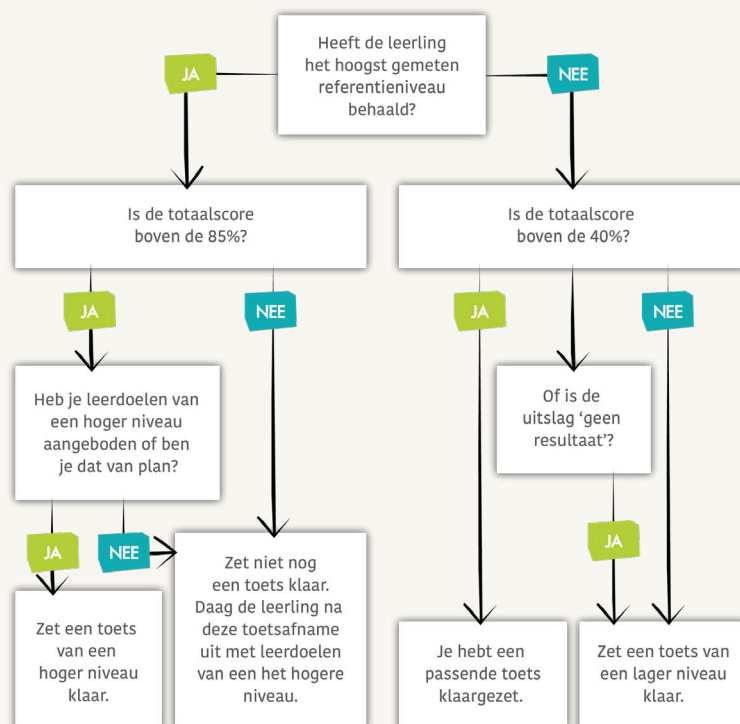 Heeft de leerling
het hoogst gemeten
referentieniveau
behaald?
JA
NEE
Is de totaalscore
boven de 85%?
Is de totaalscore
boven de 40%?
JA
NEE
JA
NEE
Heb je leerdoelen van
een hoger niveau
aangeboden of ben
je dat van plan?
Of is de
uitslag ‘geen
resultaat’?
JA
NEE
JA
Zet een toets
van een
hoger niveau
klaar.
Zet niet nog
een toets klaar.
Daag de leerling na
deze toetsafname
uit met leerdoelen
van een het hogere
niveau.
Je hebt een
passende toets
klaargezet.
Zet een toets van
een lager niveau
klaar.